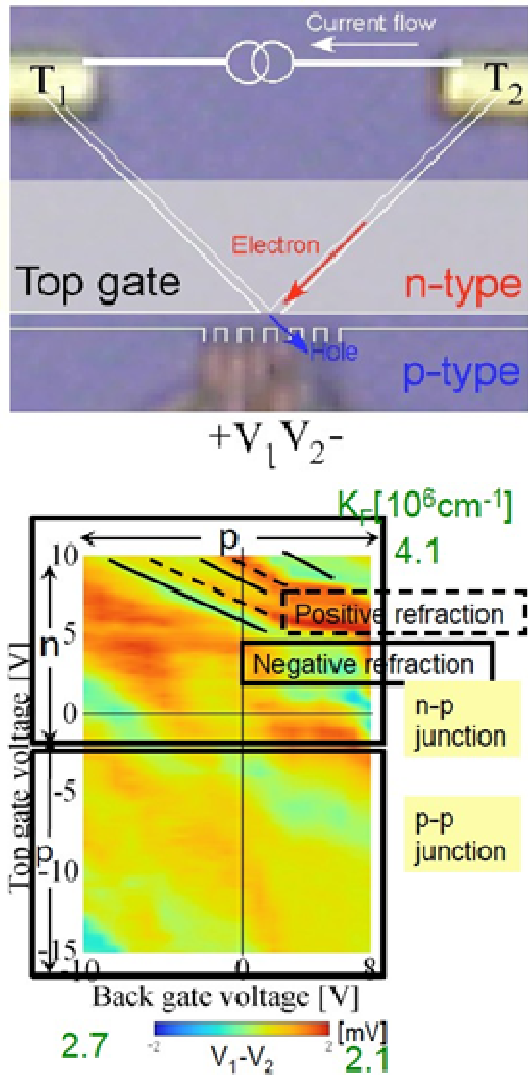 Current flow
T1 T2
Electron
Top gate n-type
Hole
p-type
+V1 V2-
KF[10^6cm-1]
p 4.1
10
Positive refraction
n 5
Negative refraction
0
n-p
junction
Top gate voltage [V]
-5
p-p
junction
p
-10
-15
-10 0 8
Back gate voltage [V]
2.7 -2 V1-V2 2 [mV] 2.1